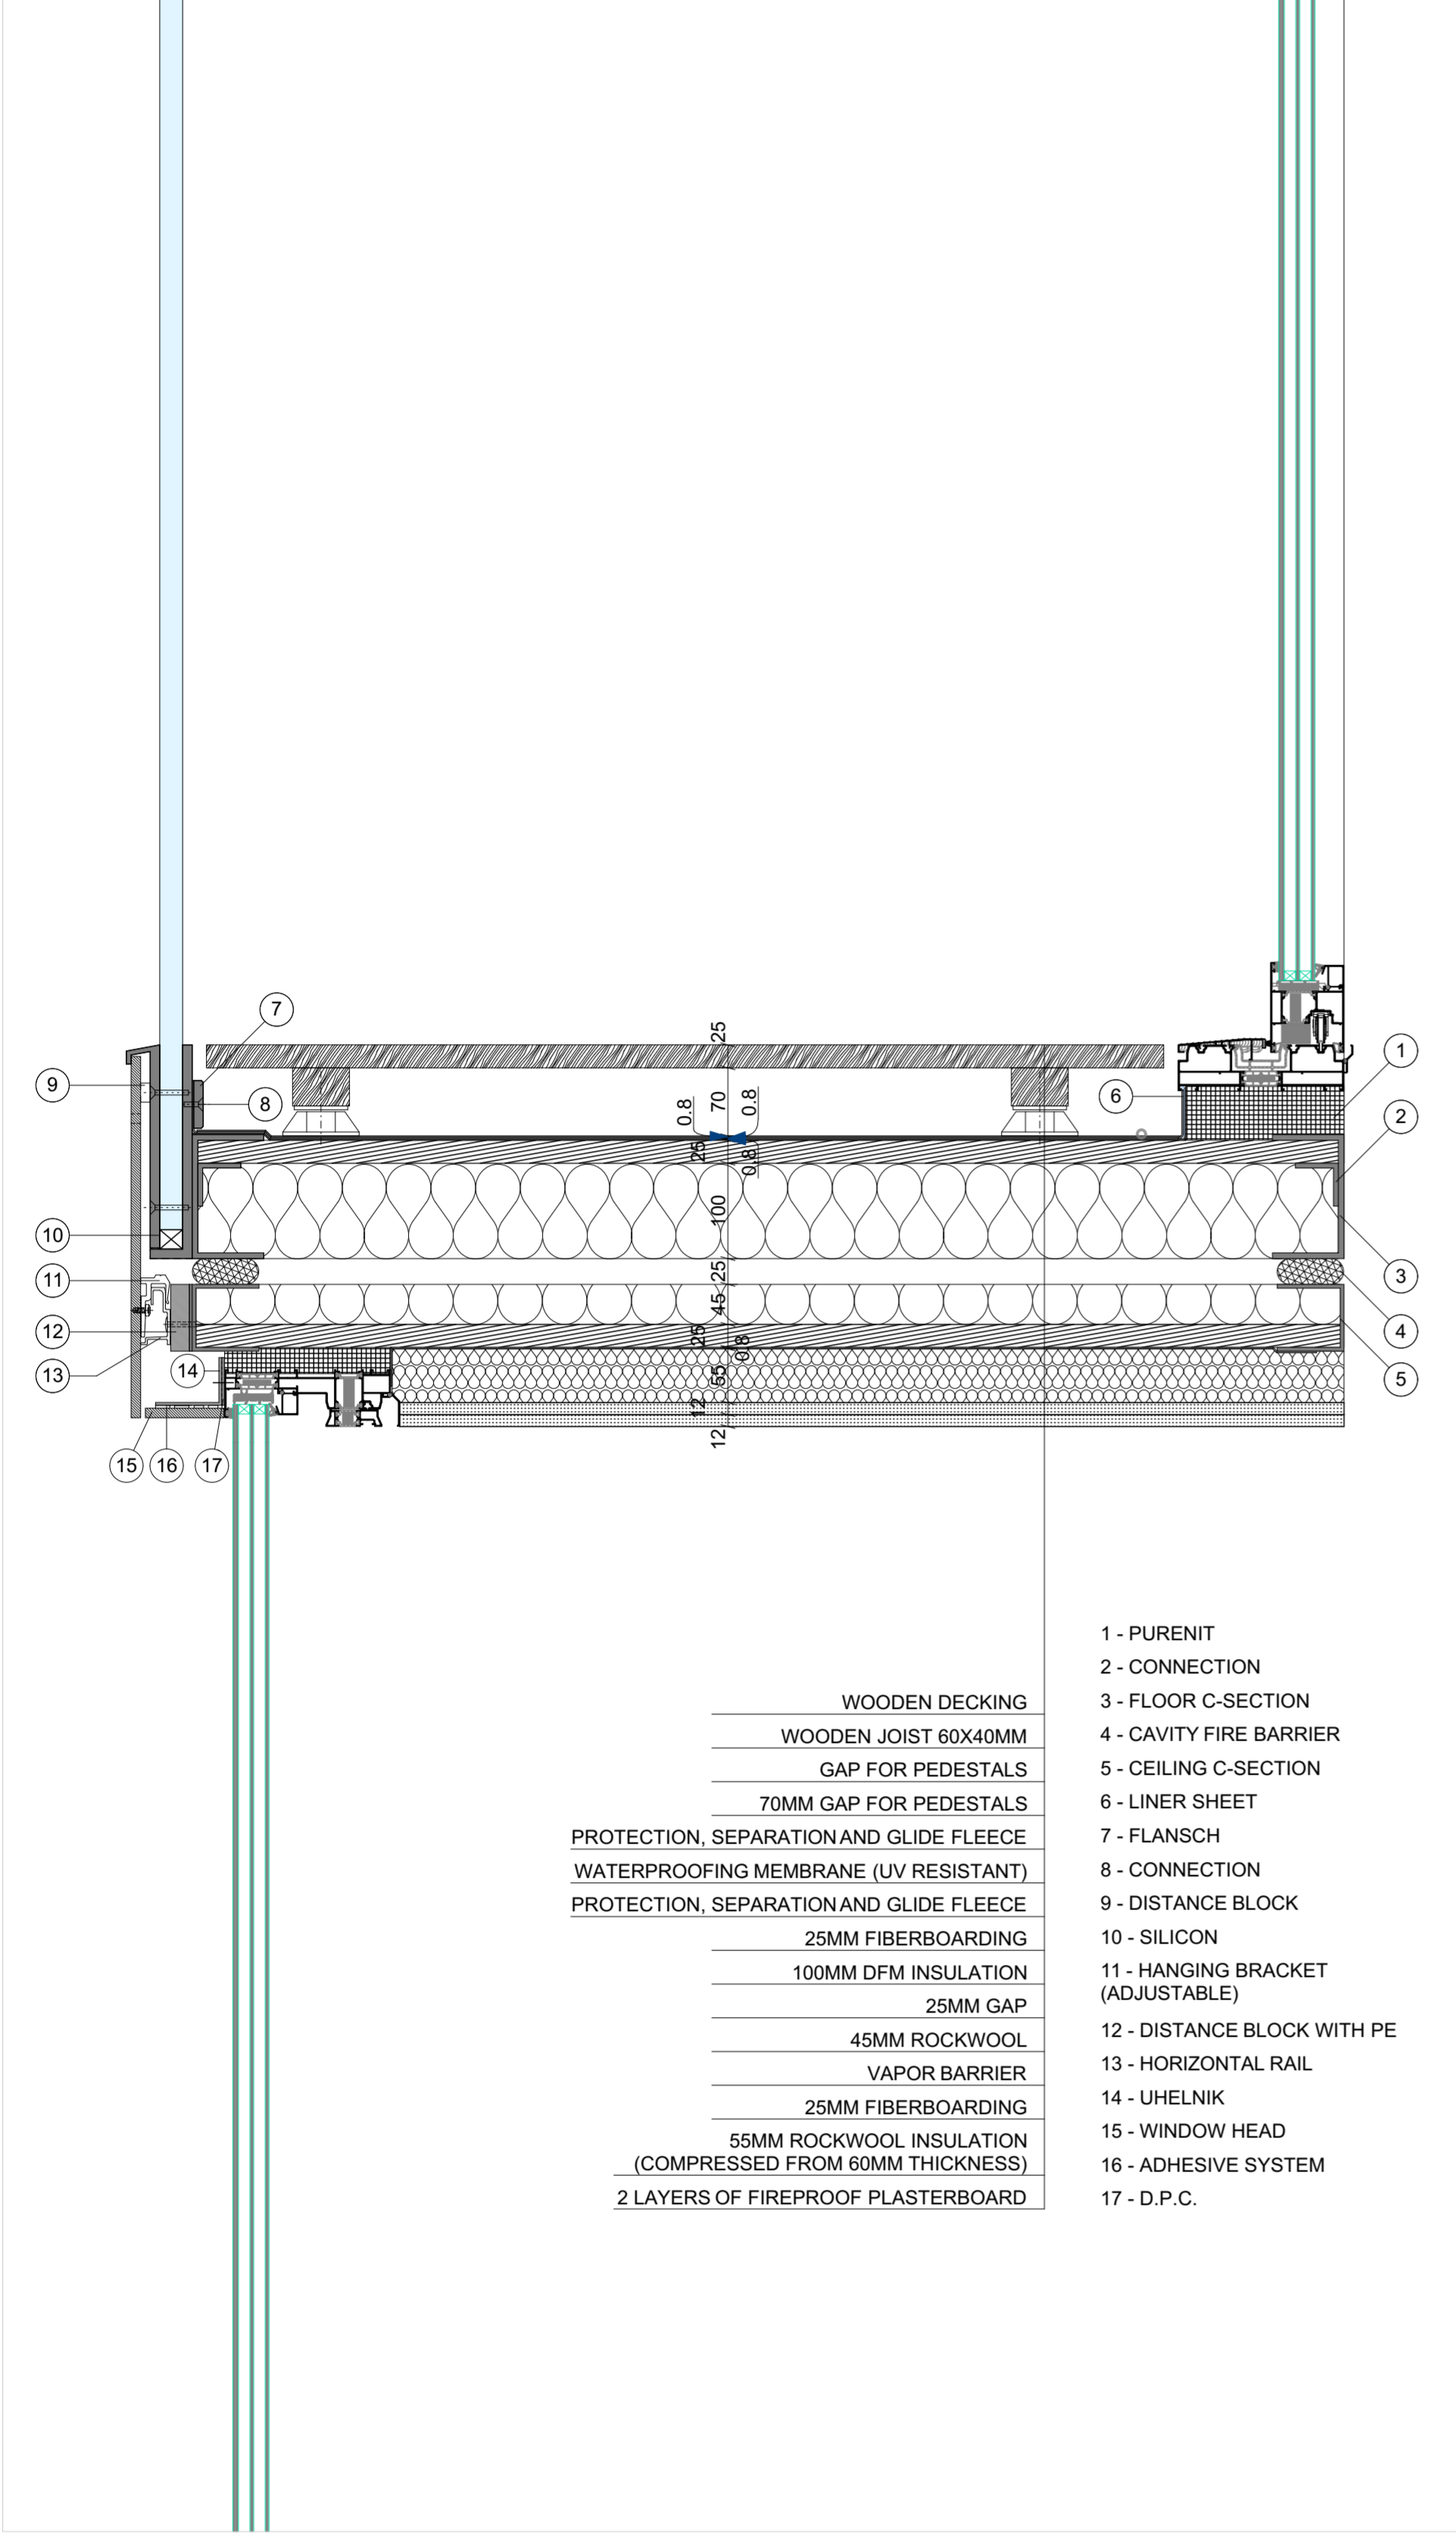 25
7
1
9
8
6
0.8
70
0.8
2
25
0.8
100
10
11
25
3
45
12
25
0.8
4
13
14
55
5
12
12
15
16
17
1 - PURENIT
2 - CONNECTION
WOODEN DECKING
3 - FLOOR C-SECTION
WOODEN JOIST 60X40MM
4 - CAVITY FIRE BARRIER
GAP FOR PEDESTALS
5 - CEILING C-SECTION
70MM GAP FOR PEDESTALS
6 - LINER SHEET
PROTECTION, SEPARATION AND GLIDE FLEECE
7 - FLANSCH
WATERPROOFING MEMBRANE (UV RESISTANT)
8 - CONNECTION
PROTECTION, SEPARATION AND GLIDE FLEECE
9 - DISTANCE BLOCK
25MM FIBERBOARDING
10 - SILICON
100MM DFM INSULATION
11 - HANGING BRACKET
(ADJUSTABLE)
25MM GAP
45MM ROCKWOOL
12 - DISTANCE BLOCK WITH PE
VAPOR BARRIER
13 - HORIZONTAL RAIL
25MM FIBERBOARDING
14 - UHELNIK
55MM ROCKWOOL INSULATION
(COMPRESSED FROM 60MM THICKNESS)
15 - WINDOW HEAD
16 - ADHESIVE SYSTEM
2 LAYERS OF FIREPROOF PLASTERBOARD
17 - D.P.C.